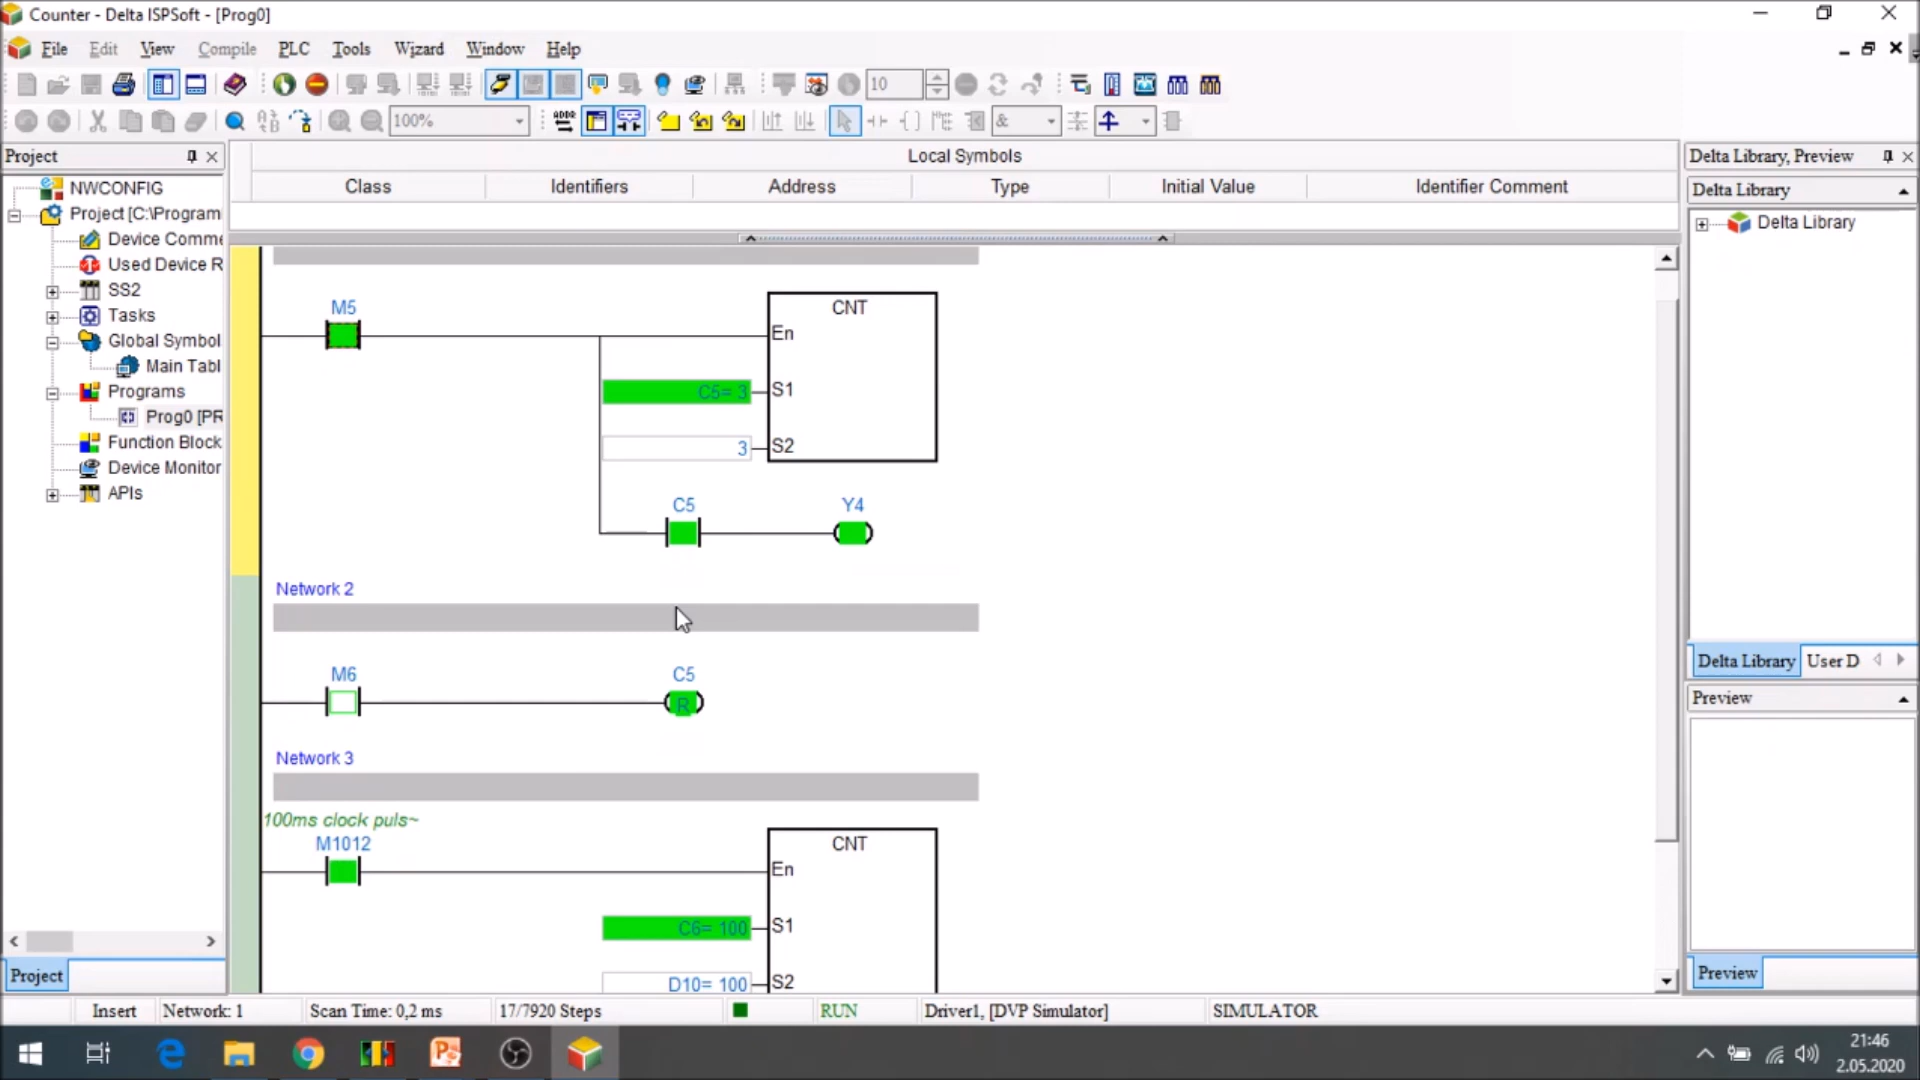 Counter - Delta ISPSoft - [Prog0]
File Edit View Compile PLC Tools Wizard Window Help
10
100%
&
Project
NWCONFIG
Project [C:\Program
Device Comme
Used Device R
SS2
Tasks
Global Symbol
Main Tabl
Programs
Prog0 [PR
Function Block
Device Monitor
APIs
Project
Local Symbols
Class Identifiers Address Type Initial Value Identifier Comment
M5
CNT
En
C5= 3 S1
3 S2
C5 Y4
Network 2
M6 C5
R
Network 3
100ms clock puls~
M1012
CNT
En
C6= 100 S1
D10= 100 S2
Delta Library, Preview
Delta Library
Delta Library
Delta Library User D
Preview
Preview
Insert Network: 1 Scan Time: 0,2 ms 17/7920 Steps RUN Driver1, [DVP Simulator] SIMULATOR
21:46
2.05.2020